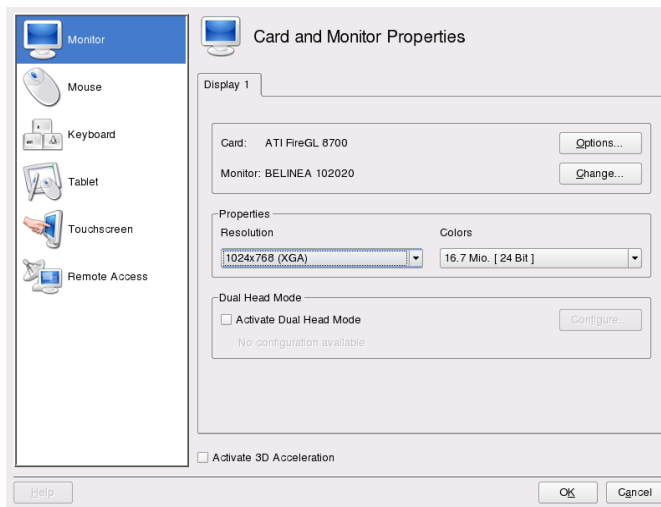 Monitor
Mouse
Keyboard
Tablet
Touchscreen
Remote Access
Card and Monitor Properties
Display 1
Card: ATI FireGL 8700
Options...
Monitor: BELINEA 102020
Change...
Properties
Resolution
Colors
1024x768 (XGA)
16.7 Mio. [ 24 Bit ]
Dual Head Mode
Activate Dual Head Mode
Configure...
No configuration available
Activate 3D Acceleration
Help
OK
Cancel